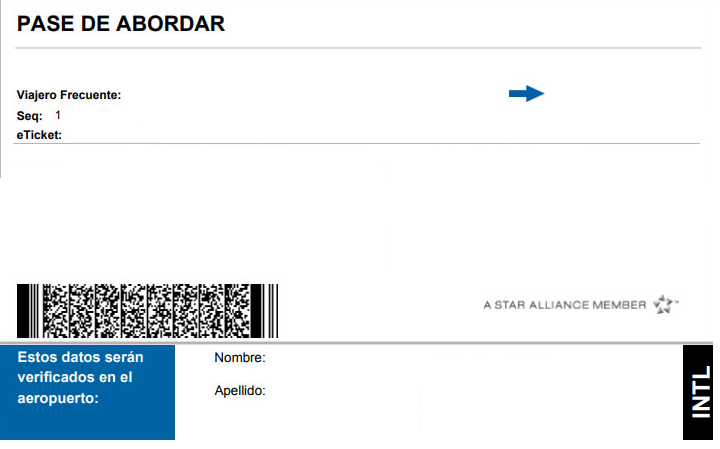 PASE DE ABORDAR
Viajero Frecuente:
Seq: 1
eTicket:
A STAR ALLIANCE MEMBER
Estos datos serán
verificados en el
aeropuerto:
Nombre:
Apellido:
INTL